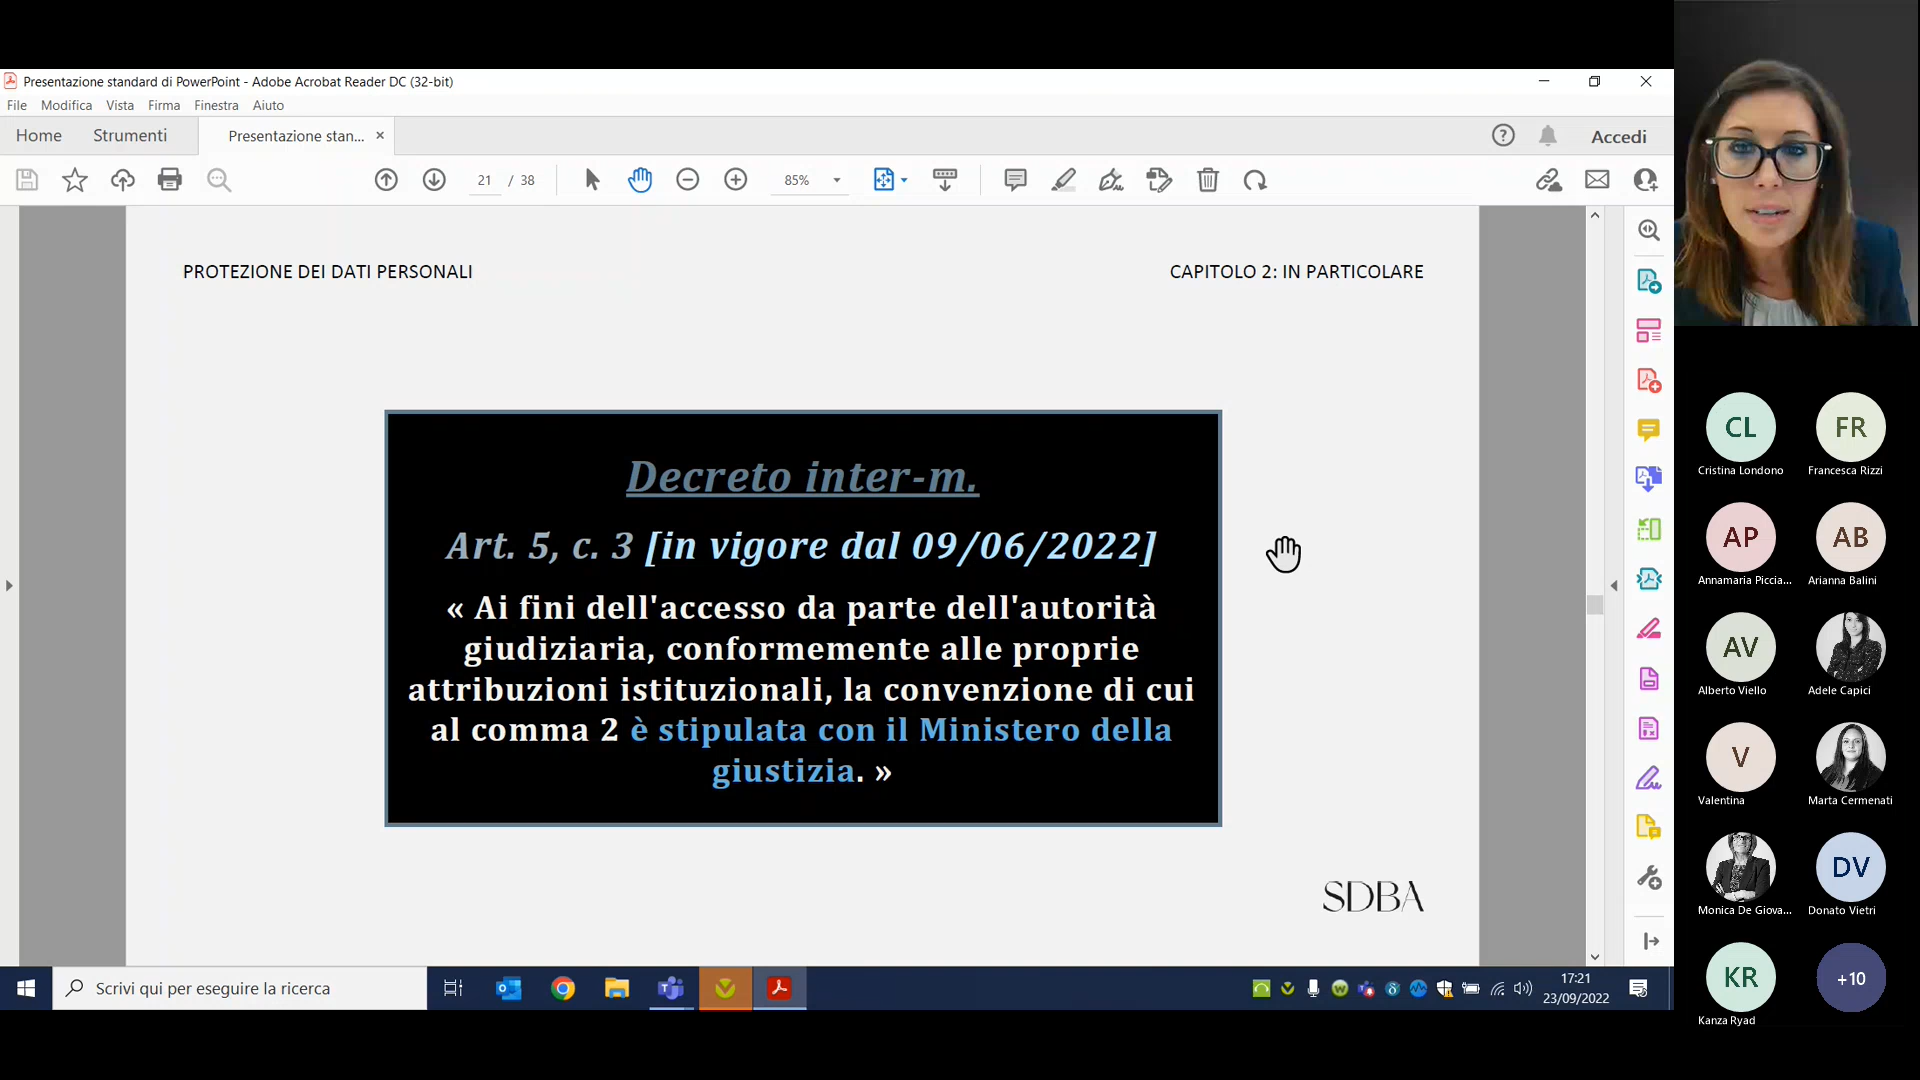 Presentazione standard di PowerPoint - Adobe Acrobat Reader DC (32-bit)
File Modifica Vista Firma Finestra Aiuto
Home Strumenti Presentazione stan... × Accedi
21 / 38 85%
PROTEZIONE DEI DATI PERSONALI
CAPITOLO 2: IN PARTICOLARE
Decreto inter-m.
Art. 5, c. 3 [in vigore dal 09/06/2022]
« Ai fini dell'accesso da parte dell'autorità
giudiziaria, conformemente alle proprie
attribuzioni istituzionali, la convenzione di cui
al comma 2 è stipulata con il Ministero della
giustizia. »
SDBA
Scrivi qui per eseguire la ricerca
17:21
23/09/2022
CL FR
Cristina Londono Francesca Rizzi
AP AB
Annamaria Piccia... Arianna Balini
AV
Alberto Viello Adele Capici
V
Valentina Marta Cermenati
DV
Monica De Giova... Donato Vietri
KR +10
Kanza Ryad